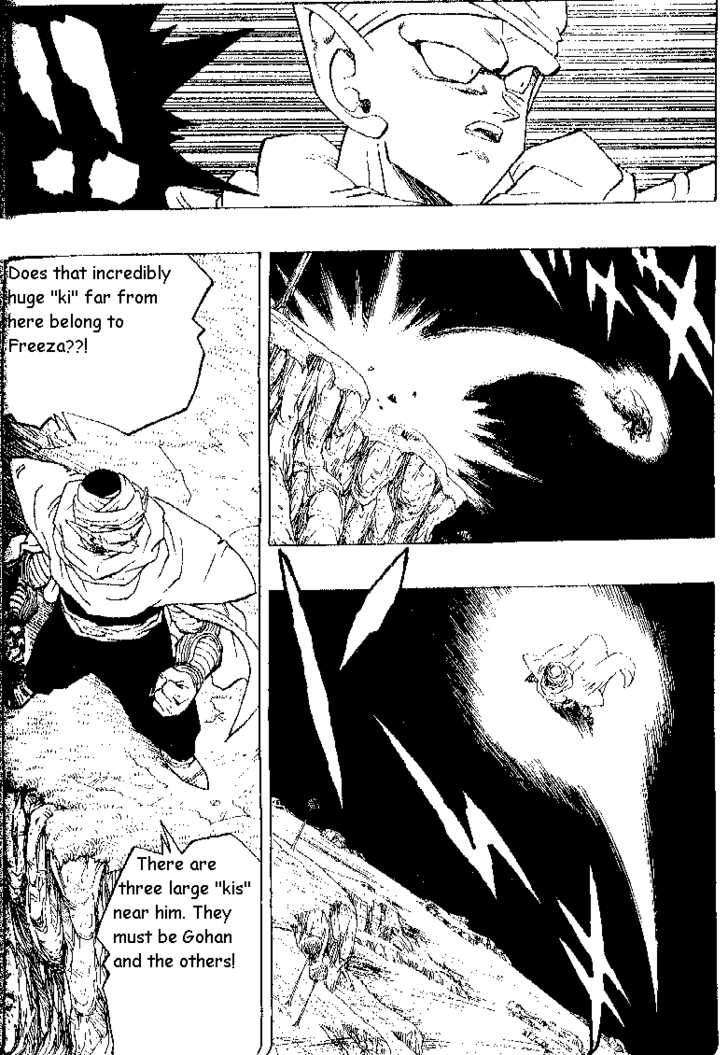 Does that incredibly
huge "ki" far from
here belong to
Freeza??!
There are
three large "kis"
near him. They
must be Gohan
and the others!